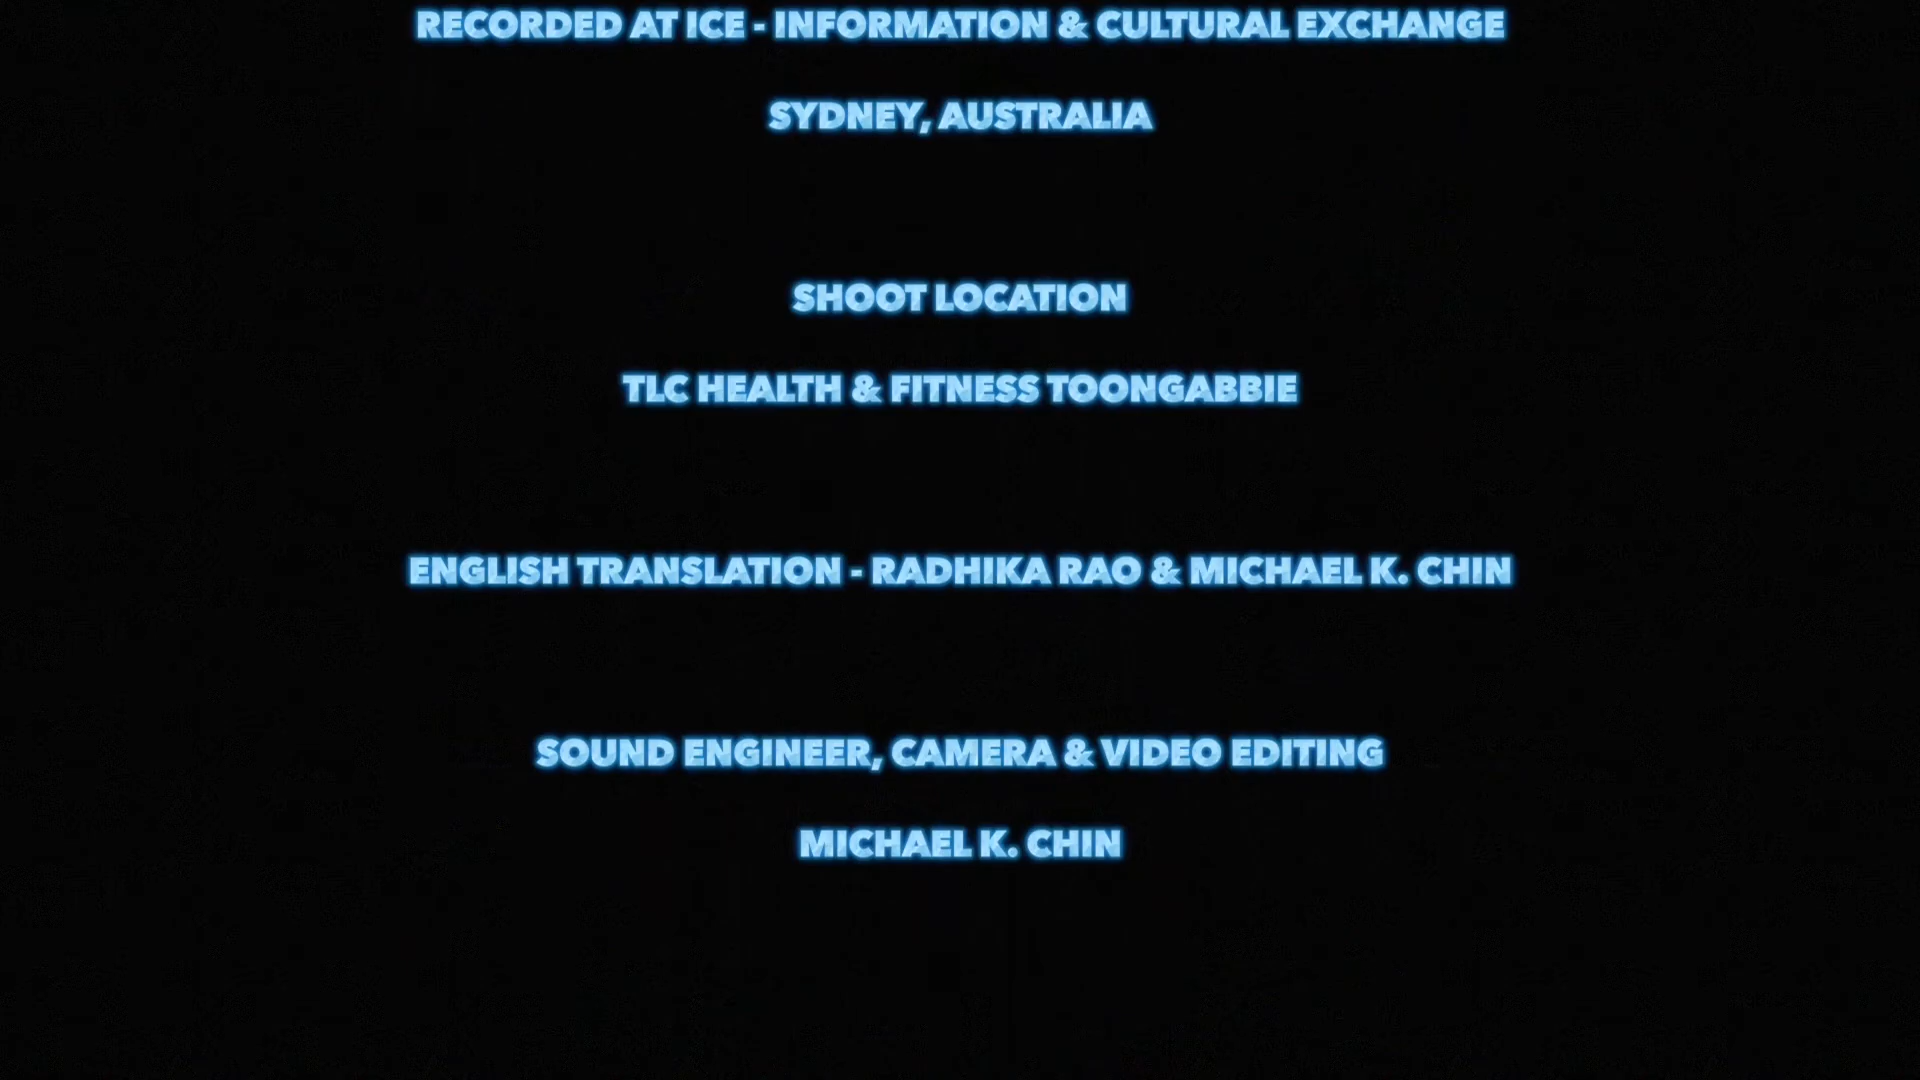 RECORDED AT ICE - INFORMATION & CULTURAL EXCHANGE
SYDNEY, AUSTRALIA
SHOOT LOCATION
TLC HEALTH & FITNESS TOONGABBIE
ENGLISH TRANSLATION - RADHIKA RAO & MICHAEL K. CHIN
SOUND ENGINEER, CAMERA & VIDEO EDITING
MICHAEL K. CHIN